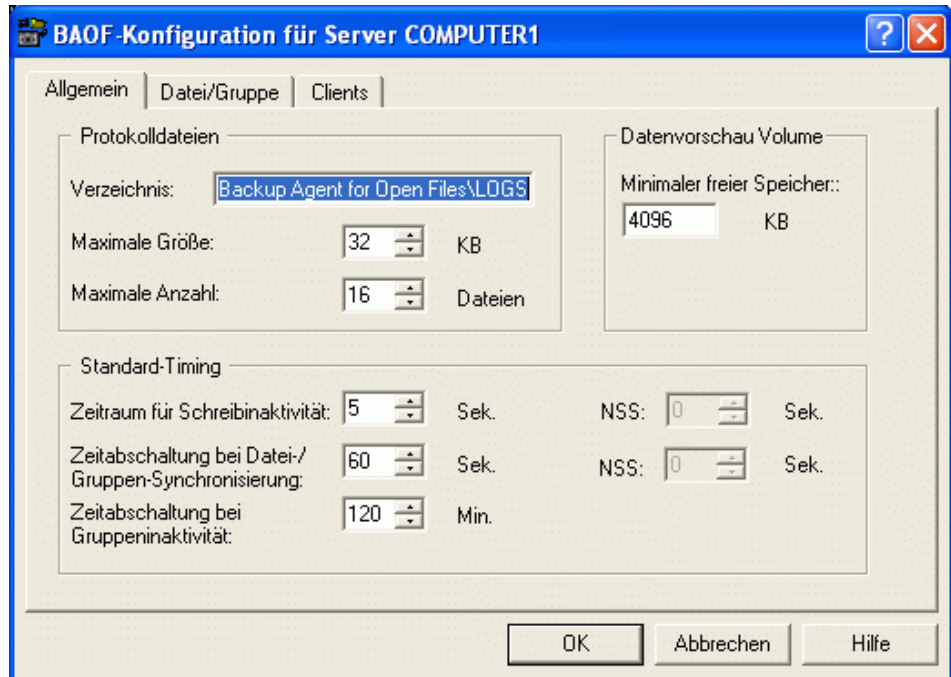 BAOF-Konfiguration für Server COMPUTER1
Allgemein Datei/Gruppe Clients
Protokolldateien
Verzeichnis: Backup Agent for Open Files\LOGS
Maximale Größe: 32 KB
Maximale Anzahl: 16 Dateien
Datenvorschau Volume
Minimaler freier Speicher::
4096 KB
Standard-Timing
Zeitraum für Schreibinaktivität: 5 Sek. NSS: 0 Sek.
Zeitabschaltung bei Datei-/
Gruppen-Synchronisierung: 60 Sek. NSS: 0 Sek.
Zeitabschaltung bei
Gruppeninaktivität: 120 Min.
OK Abbrechen Hilfe